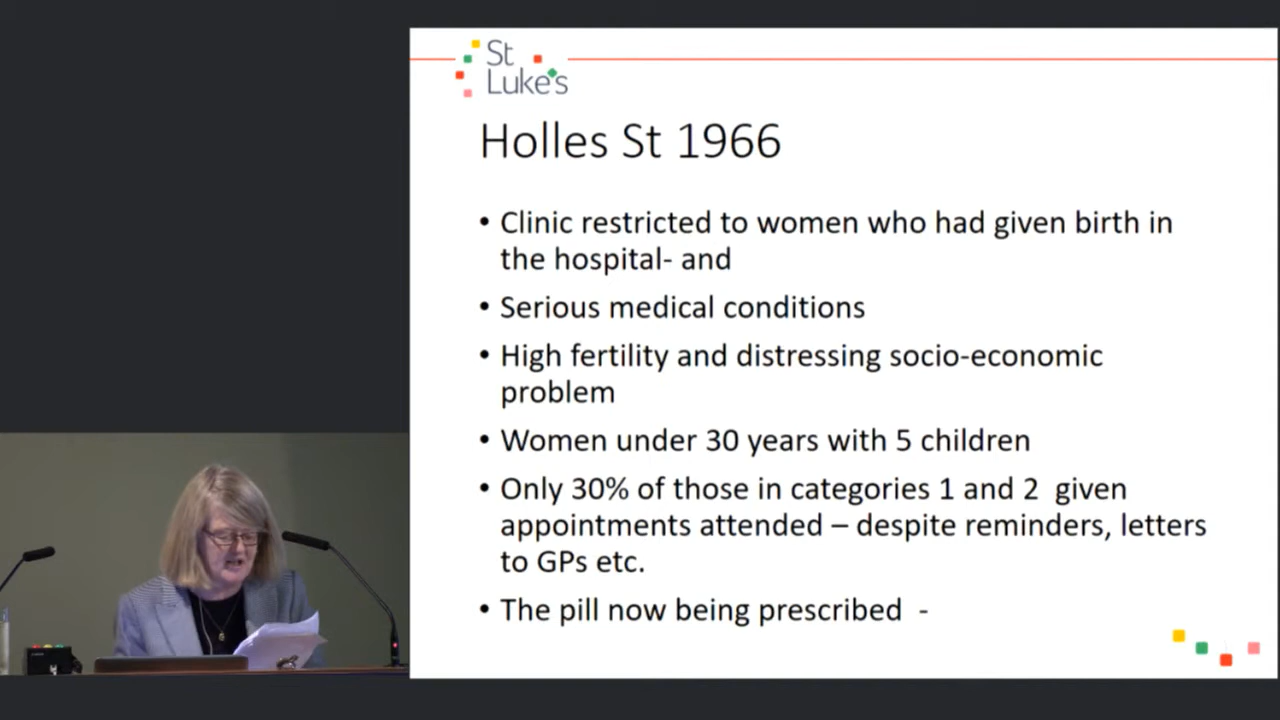 St
Luke's
Holles St 1966
• Clinic restricted to women who had given birth in
the hospital- and
• Serious medical conditions
• High fertility and distressing socio-economic
problem
• Women under 30 years with 5 children
• Only 30% of those in categories 1 and 2  given
appointments attended – despite reminders, letters
to GPs etc.
• The pill now being prescribed  -